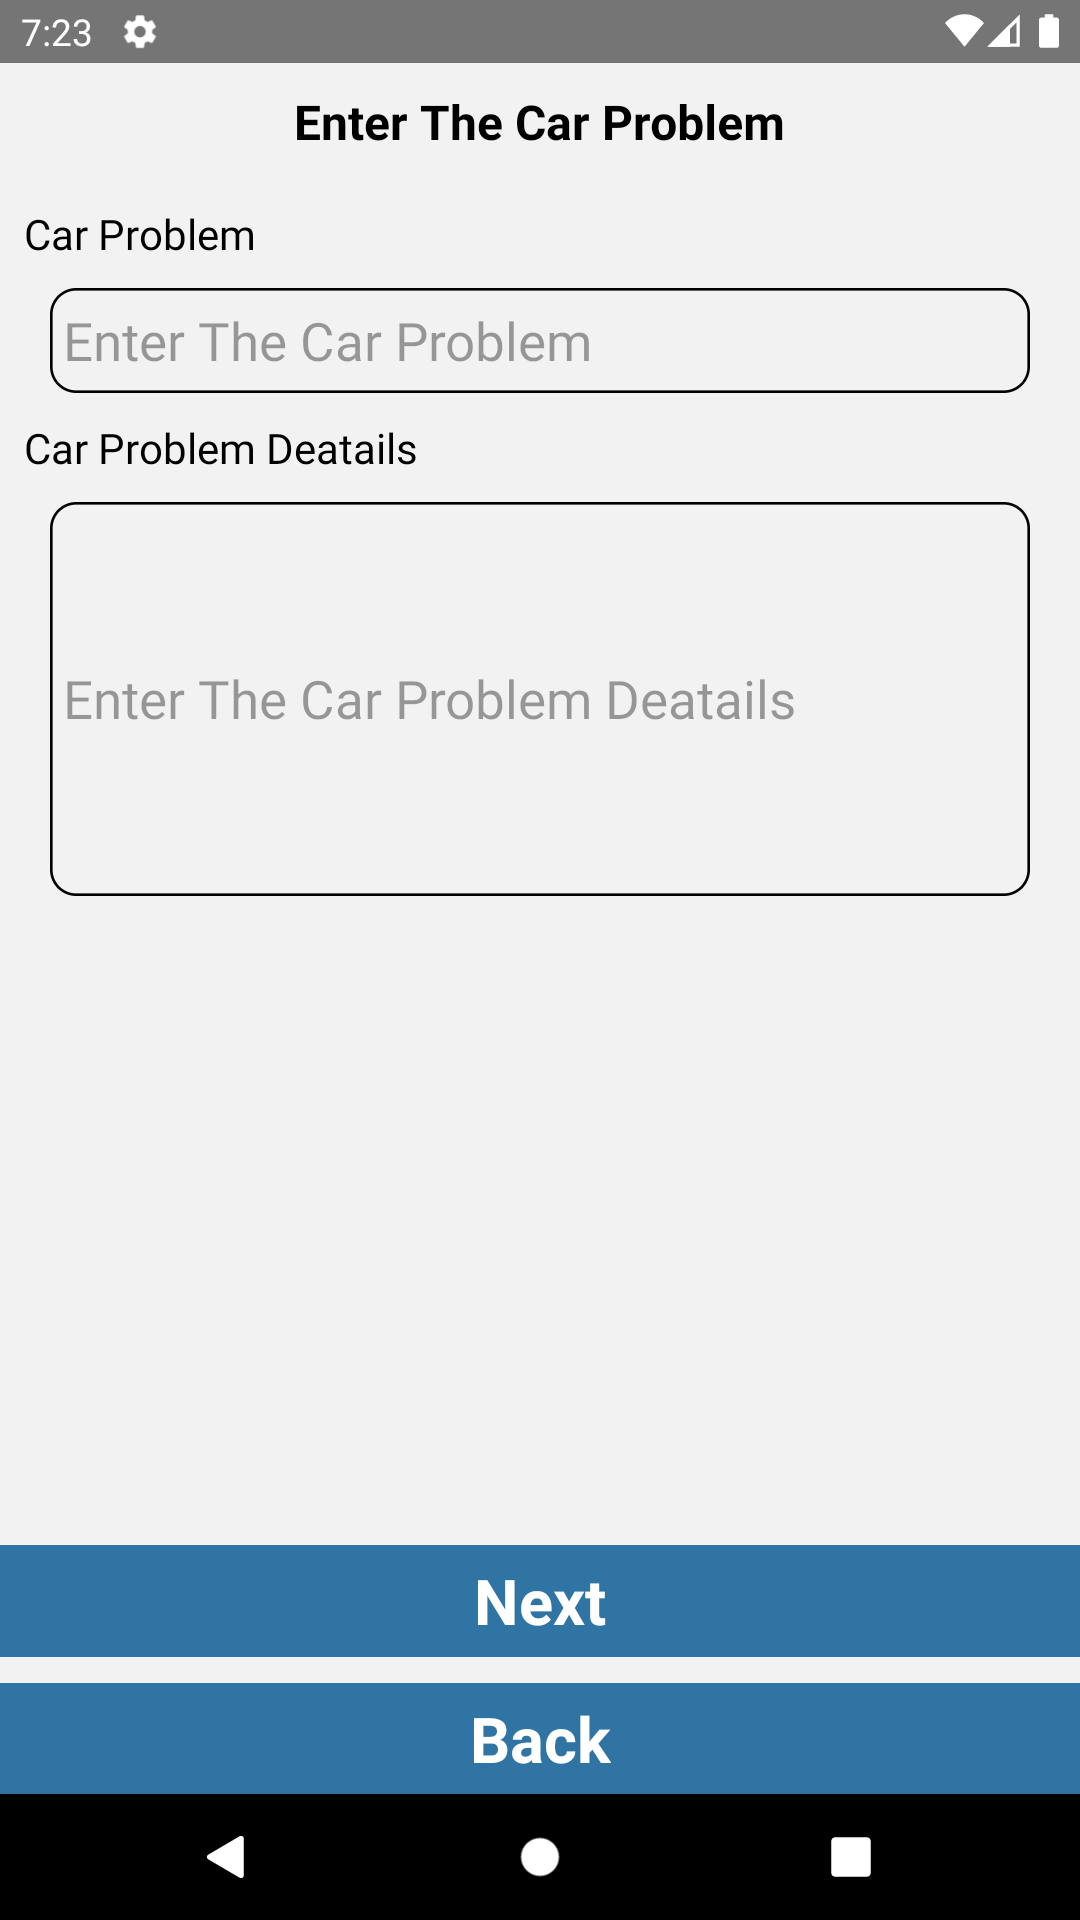 7:23
Enter The Car Problem
Car Problem
Enter The Car Problem
Car Problem Deatails
Enter The Car Problem Deatails
Next
Back